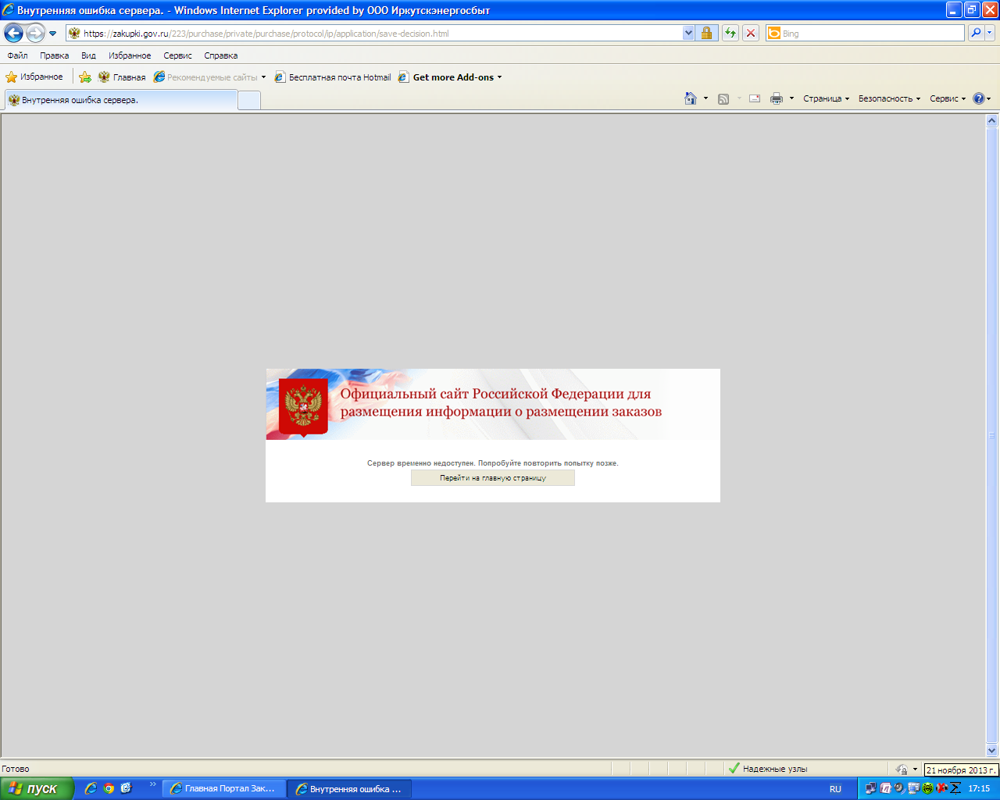 Внутренняя ошибка сервера. - Windows Internet Explorer provided by ООО Иркутскэнергосбыт
https://zakupki.gov.ru/223/purchase/private/purchase/protocol/ip/application/save-decision.html
Bing
Файл Правка Вид Избранное Сервис Справка
Избранное Главная Рекомендуемые сайты Бесплатная почта Hotmail Get more Add-ons
Внутренняя ошибка сервера.
Страница Безопасность Сервис
Официальный сайт Российской Федерации для
размещения информации о размещении заказов
Сервер временно недоступен. Попробуйте повторить попытку позже.
Перейти на главную страницу
Готово
Надежные узлы
21 ноября 2013 г.
пуск
Главная Портал Зак...
Внутренняя ошибка ...
RU
17:15